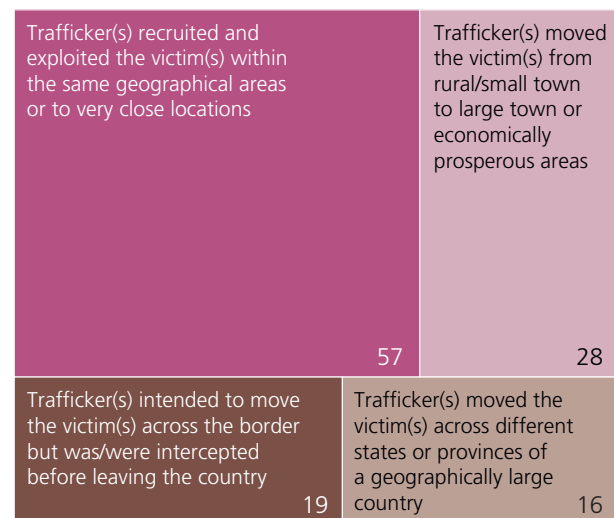 Trafficker(s) recruited and
exploited the victim(s) within
the same geographical areas
or to very close locations
57
Trafficker(s) moved
the victim(s) from
rural/small town
to large town or
economically
prosperous areas
28
Trafficker(s) intended to move
the victim(s) across the border
but was/were intercepted
before leaving the country
19
Trafficker(s) moved the
victim(s) across different
states or provinces of
a geographically large
country
16